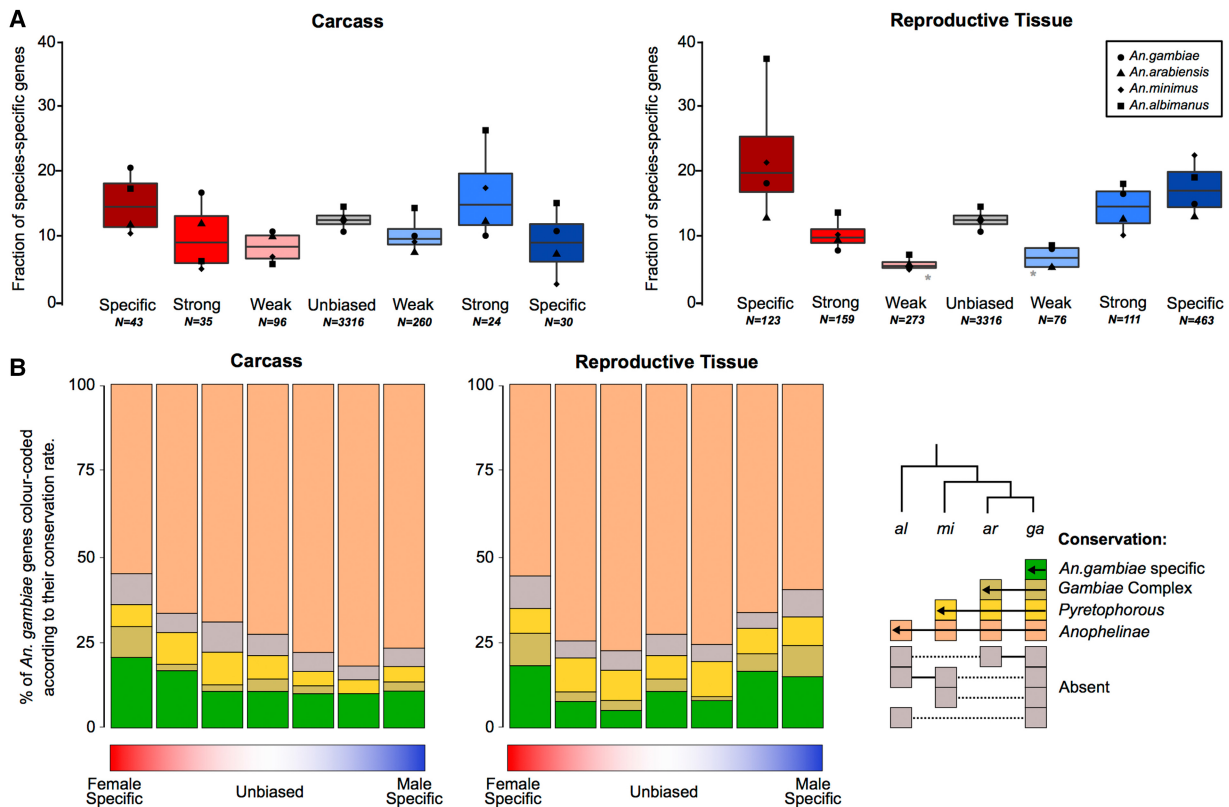 A
Carcass
Reproductive Tissue
Fraction of species-specific genes
40
30
20
10
0
Specific Strong Weak Unbiased Weak Strong Specific
N=43 N=35 N=96 N=3316 N=260 N=24 N=30
Fraction of species-specific genes
40
30
20
10
0
An.gambiae
An.arabiensis
An.minimus
An.albimanus
* *
Specific Strong Weak Unbiased Weak Strong Specific
N=123 N=159 N=273 N=3316 N=76 N=111 N=463
B
Carcass
Reproductive Tissue
% of An. gambiae genes colour-coded
according to their conservation rate.
100
75
50
25
0
Female
Specific
Unbiased
Male
Specific
100
75
50
25
0
Female
Specific
Unbiased
Male
Specific
al mi ar ga
Conservation:
An.gambiae specific
Gambiae Complex
Pyretophorous
Anophelinae
Absent